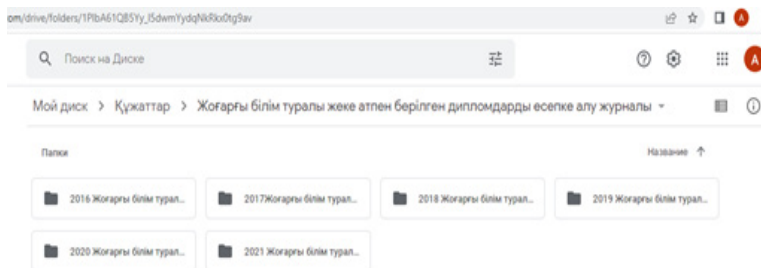 om/drive/folders/1PIbA61QB5Yy_I5dwmYydqNkRkx0tg9av
A
Поиск на Диске
A
Мой диск > Құжаттар > Жоғарғы білім туралы жеке атпен берілген дипломдарды есепке алу журналы
Папки
Название ↑
2016 Жоғарғы білім турал...
2017Жоғарғы білім турал...
2018 Жоғарғы білім турал...
2019 Жоғарғы білім турал...
2020 Жоғарғы білім турал...
2021 Жоғарғы білім турал...